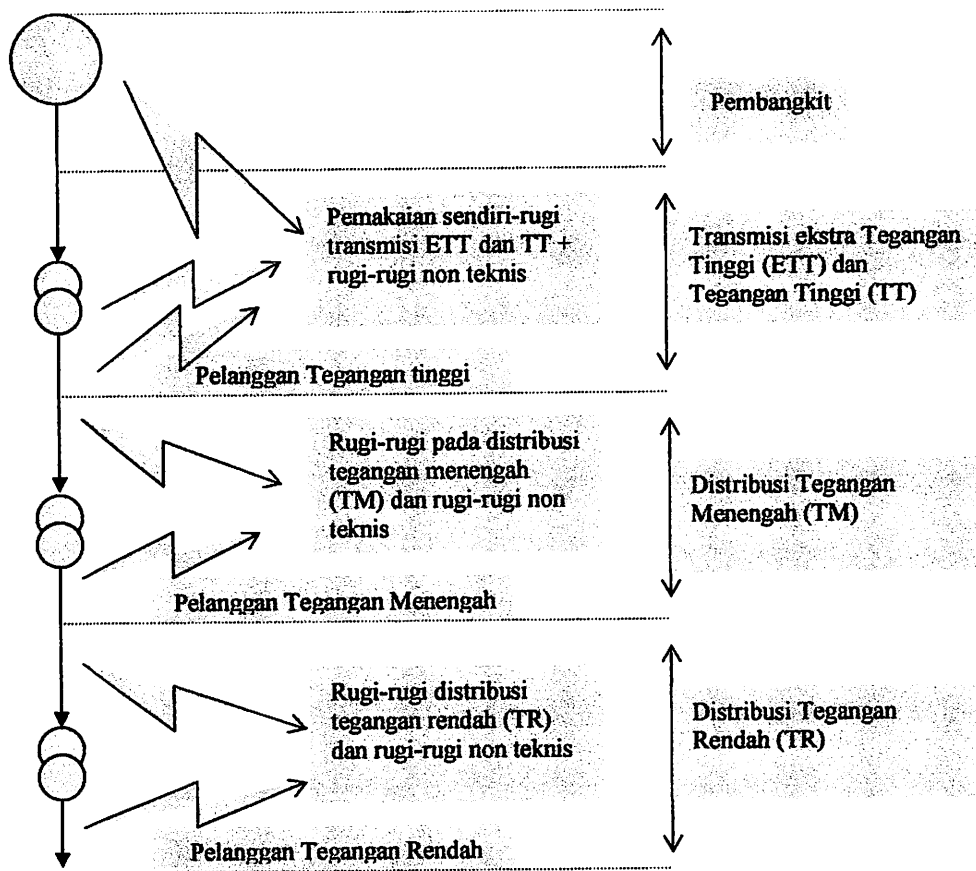 Pembangkit
Pemakaian sendiri-rugi
transmisi ETT dan TT +
rugi-rugi non teknis
Transmisi ekstra Tegangan
Tinggi (ETT) dan
Tegangan Tinggi (TT)
Pelanggan Tegangan tinggi
Rugi-rugi pada distribusi
tegangan menengah
(TM) dan rugi-rugi non
teknis
Distribusi Tegangan
Menengah (TM)
Pelanggan Tegangan Menengah
Rugi-rugi distribusi
tegangan rendah (TR)
dan rugi-rugi non teknis
Distribusi Tegangan
Rendah (TR)
Pelanggan Tegangan Rendah